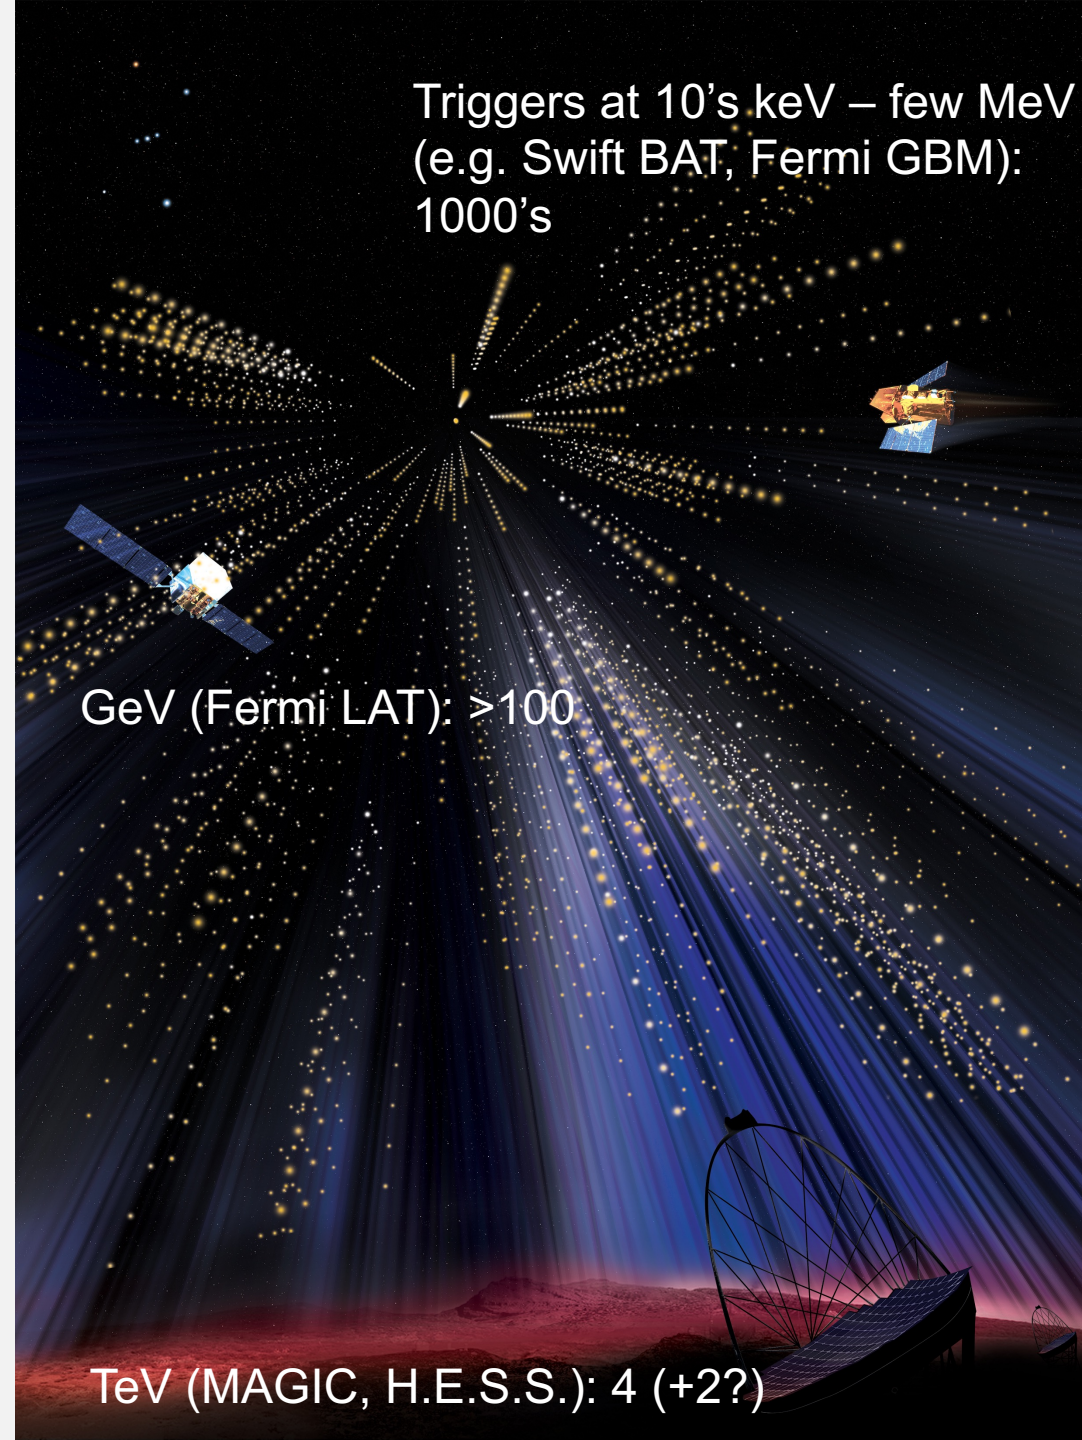 Triggers at 10’s keV – few MeV
(e.g. Swift BAT, Fermi GBM):
1000’s
GeV (Fermi LAT): >100
TeV (MAGIC, H.E.S.S.): 4 (+2?)